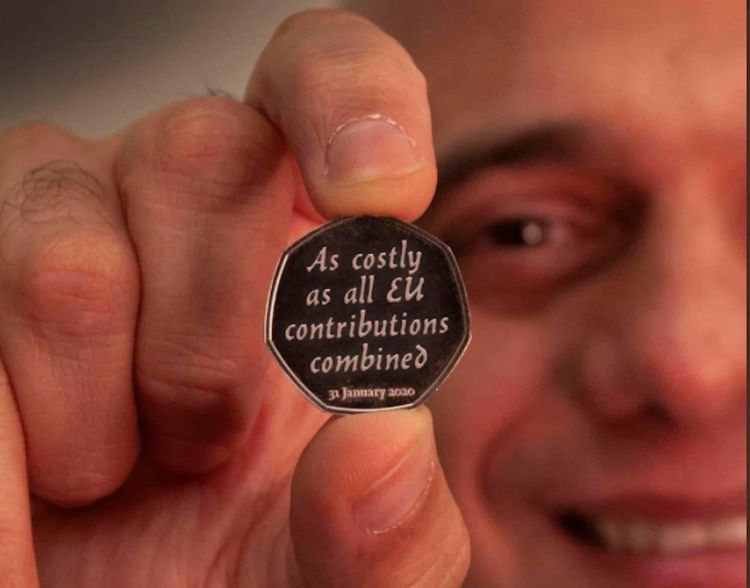 As costly
as all EU
contributions
combined
31 January 2020